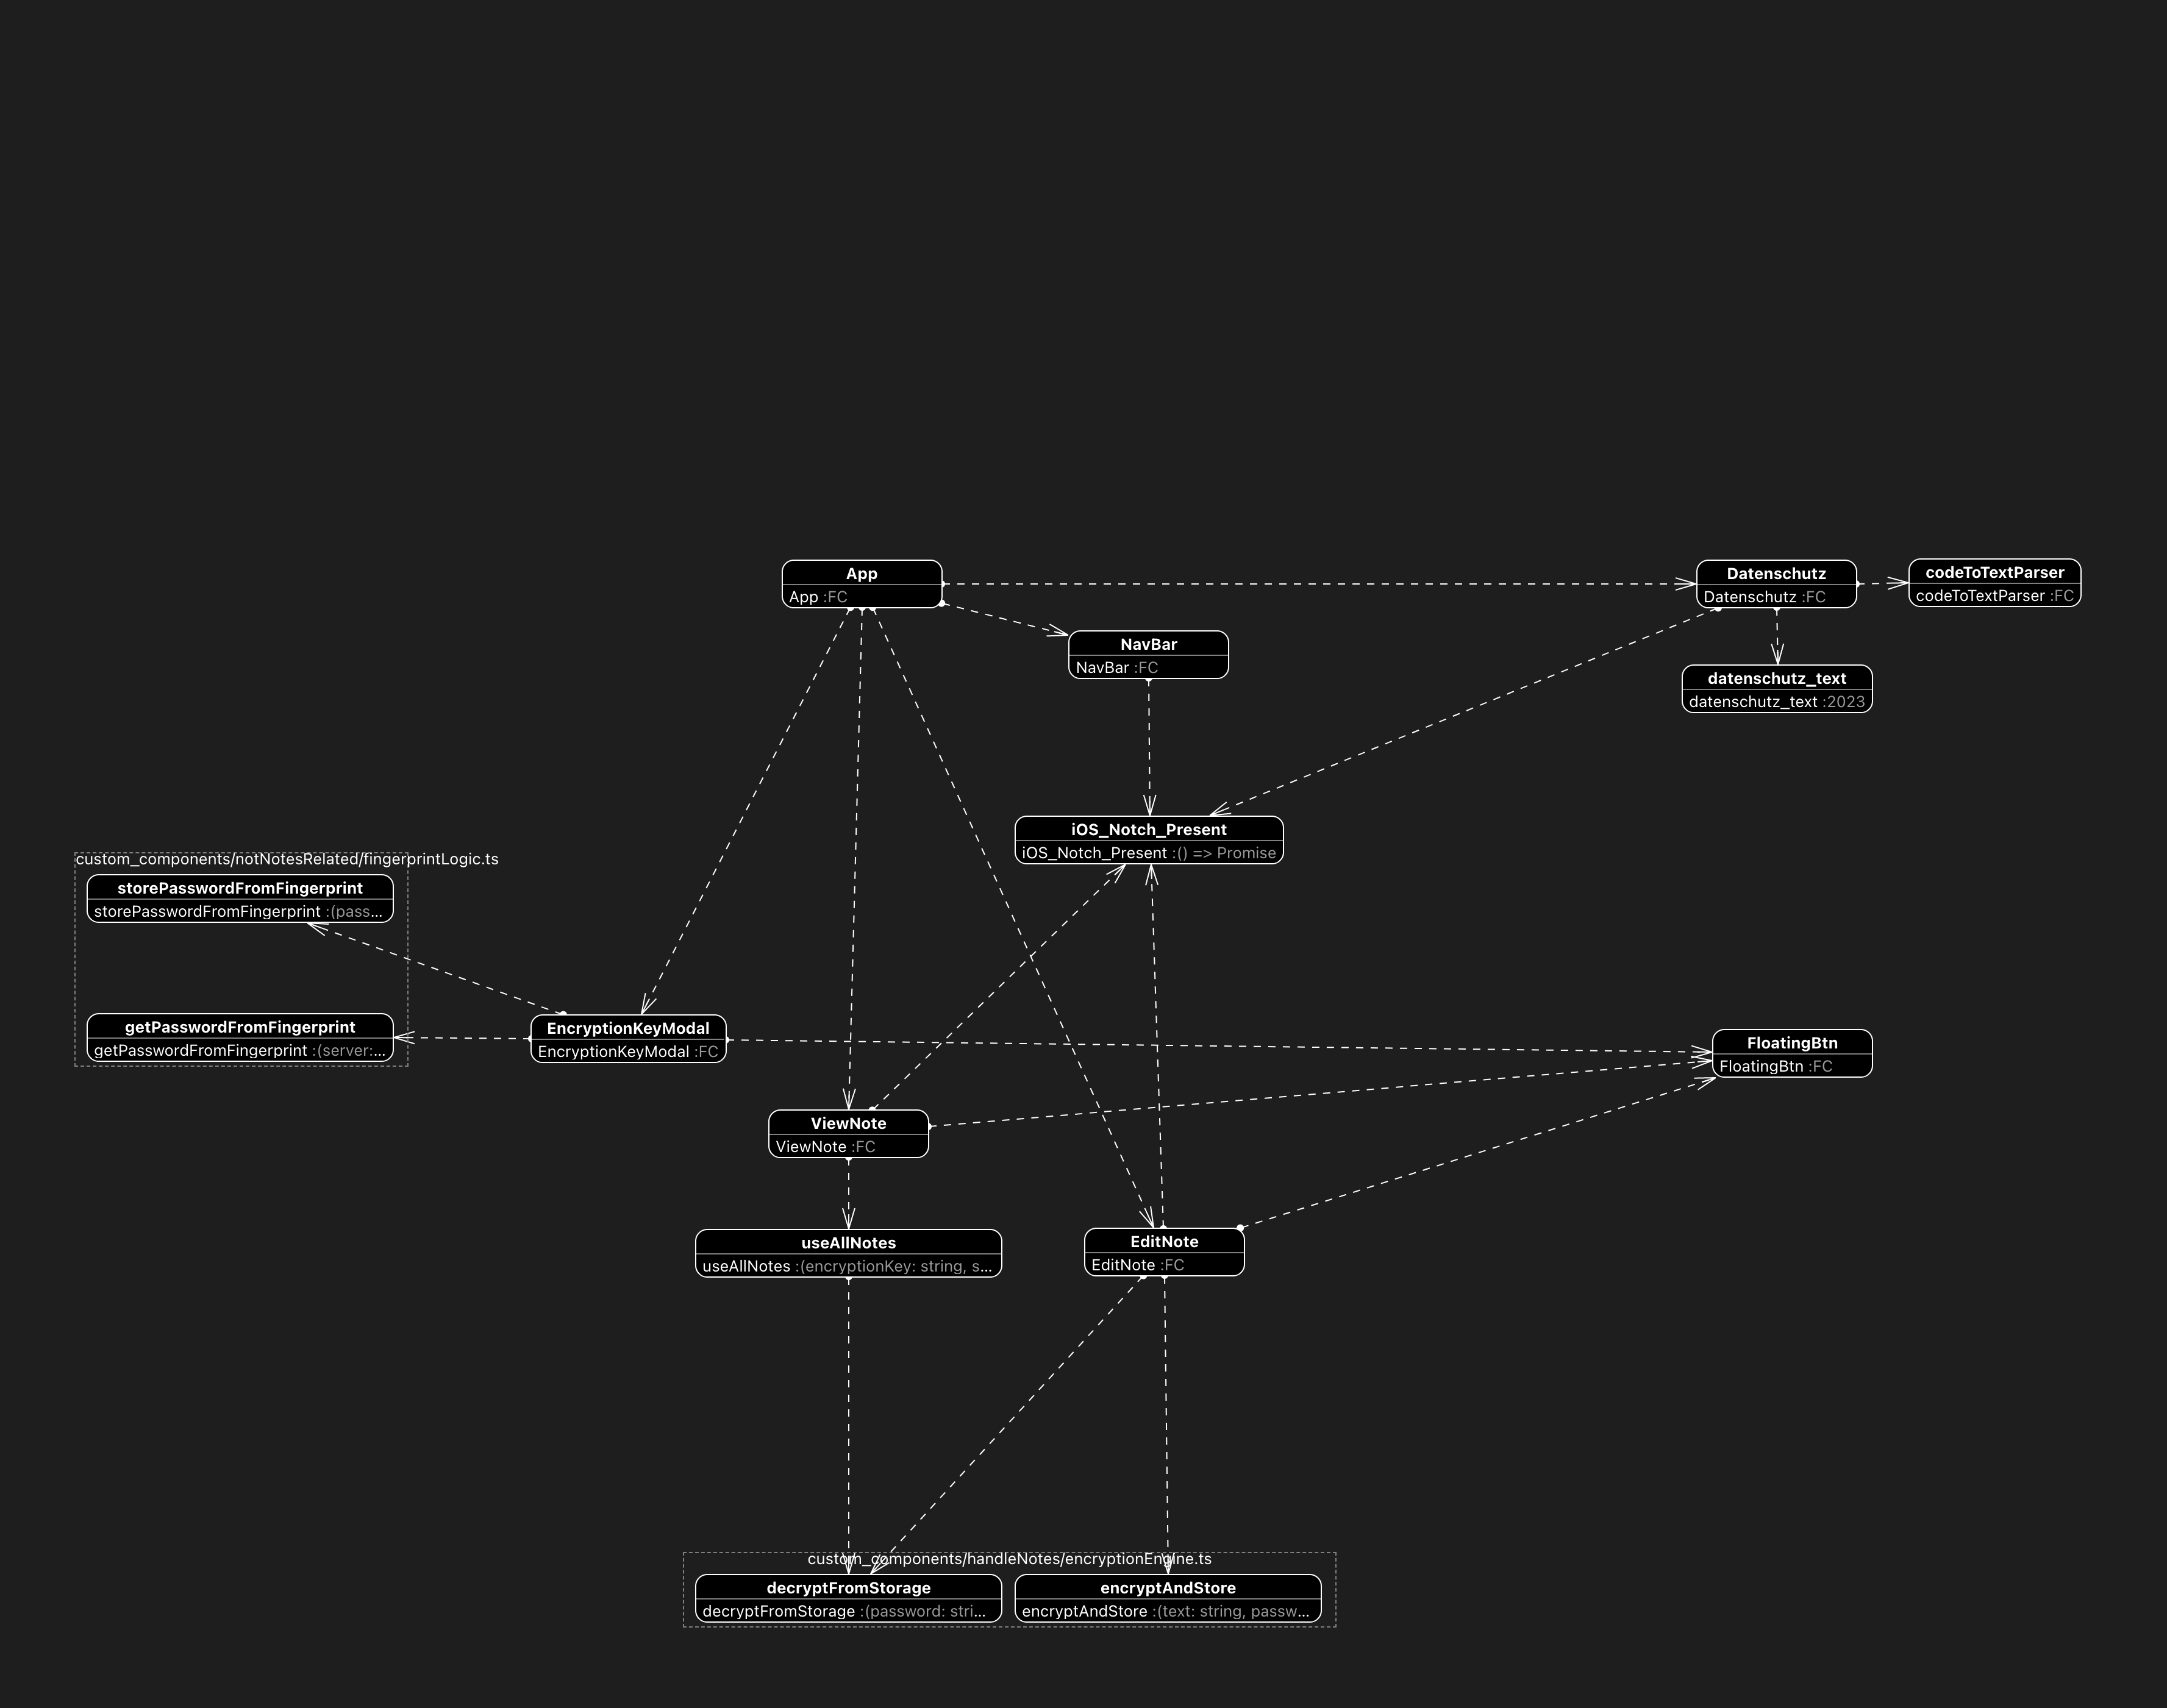 App
App :FC
Datenschutz
Datenschutz :FC
codeToTextParser
codeToTextParser :FC
NavBar
NavBar :FC
datenschutz_text
datenschutz_text :2023
iOS_Notch_Present
iOS_Notch_Present :() => Promise
custom_components/notNotesRelated/fingerprintLogic.ts
storePasswordFromFingerprint
storePasswordFromFingerprint :(pass...
getPasswordFromFingerprint
getPasswordFromFingerprint :(server:...
EncryptionKeyModal
EncryptionKeyModal :FC
FloatingBtn
FloatingBtn :FC
ViewNote
ViewNote :FC
useAllNotes
useAllNotes :(encryptionKey: string, s...
EditNote
EditNote :FC
custom_components/handleNotes/encryptionEngine.ts
decryptFromStorage
decryptFromStorage :(password: stri...
encryptAndStore
encryptAndStore :(text: string, passw...